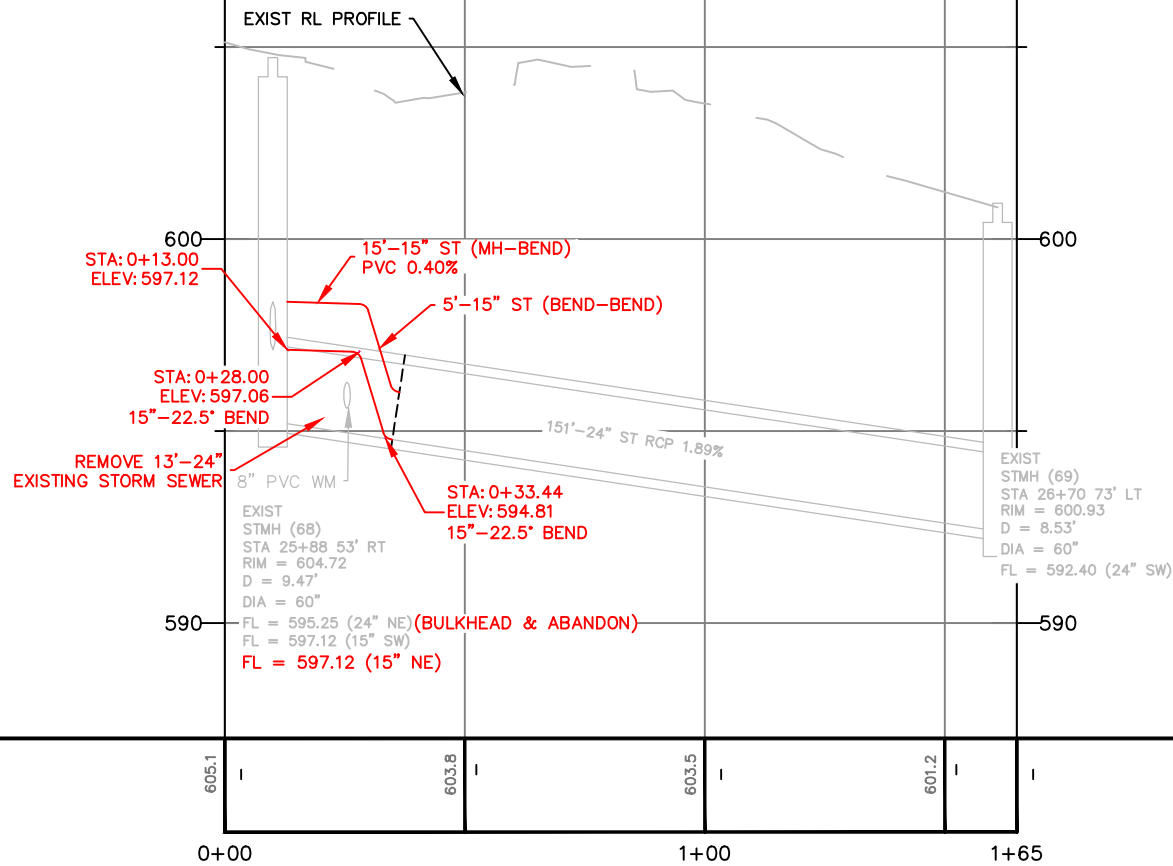 EXIST RL PROFILE
600
600
STA: 0+13.00
ELEV: 597.12
15'-15" ST (MH-BEND)
PVC 0.40%
5'-15" ST (BEND-BEND)
STA: 0+28.00
ELEV: 597.06
15"-22.5° BEND
REMOVE 13'-24"
EXISTING STORM SEWER
8" PVC WM
151'-24" ST RCP 1.89%
STA: 0+33.44
ELEV: 594.81
15"-22.5° BEND
EXIST
STMH (68)
STA 25+88 53' RT
RIM = 604.72
D = 9.47'
DIA = 60"
FL = 595.25 (24" NE) (BULKHEAD & ABANDON)
FL = 597.12 (15" SW)
FL = 597.12 (15" NE)
EXIST
STMH (69)
STA 26+70 73' LT
RIM = 600.93
D = 8.53'
DIA = 60"
FL = 592.40 (24" SW)
590
590
605.1
–
603.8
–
603.5
–
601.2
–
–
0+00
1+00
1+65